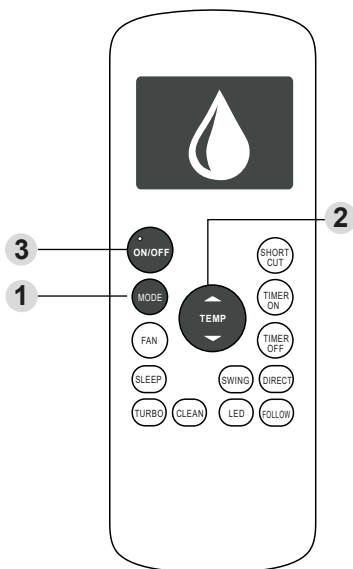 2
3
ON/OFF
SHORT
CUT
1
MODE
TEMP
TIMER
ON
FAN
TIMER
OFF
SLEEP
SWING
DIRECT
TURBO
CLEAN
LED
FOLLOW